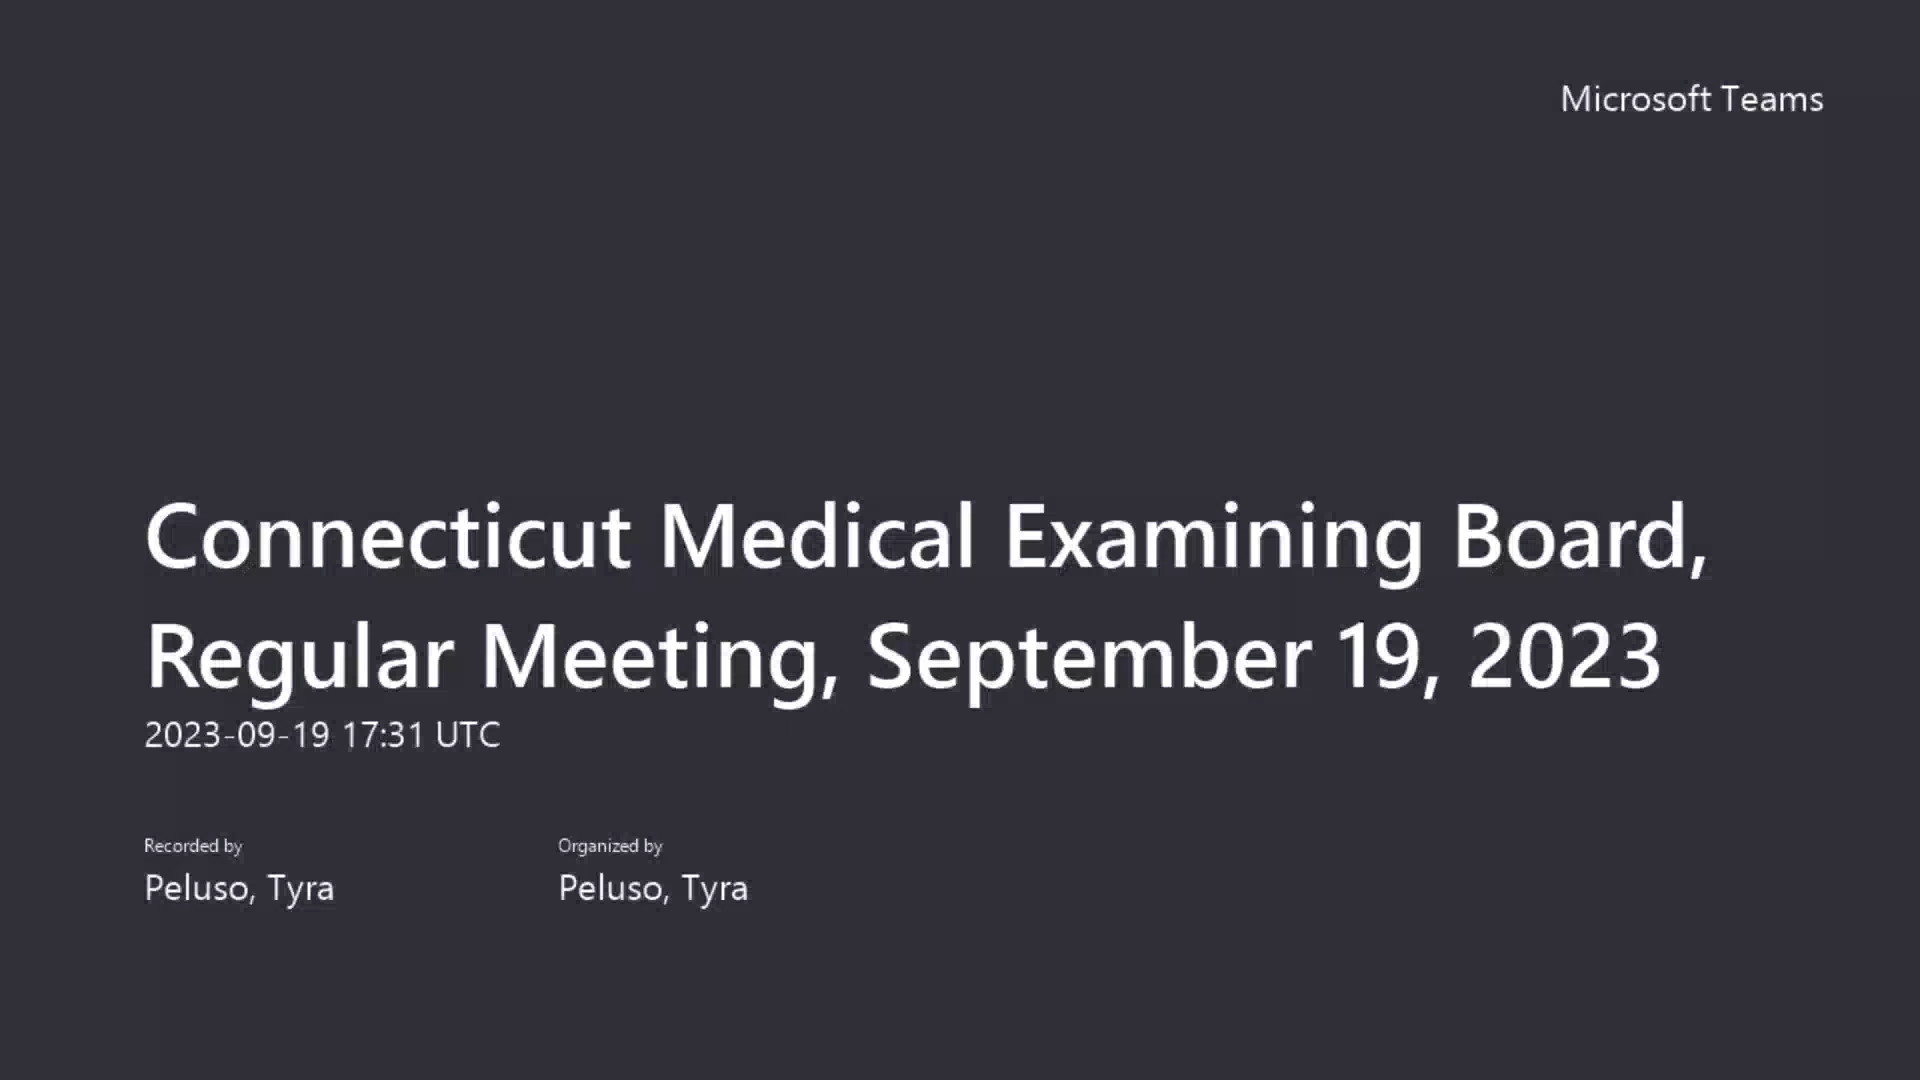 Microsoft Teams
Connecticut Medical Examining Board,
Regular Meeting, September 19, 2023
2023-09-19 17:31 UTC
Recorded by
Peluso, Tyra
Organized by
Peluso, Tyra